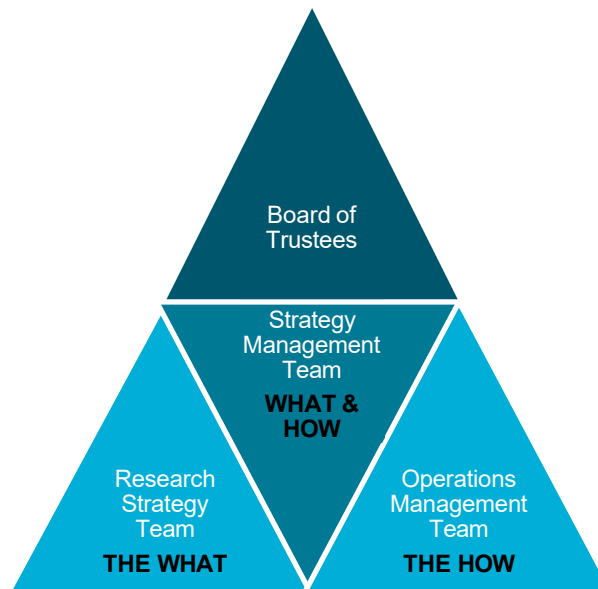 Board of
Trustees
Strategy
Management
Team
WHAT &
HOW
Research
Strategy
Team
THE WHAT
Operations
Management
Team
THE HOW